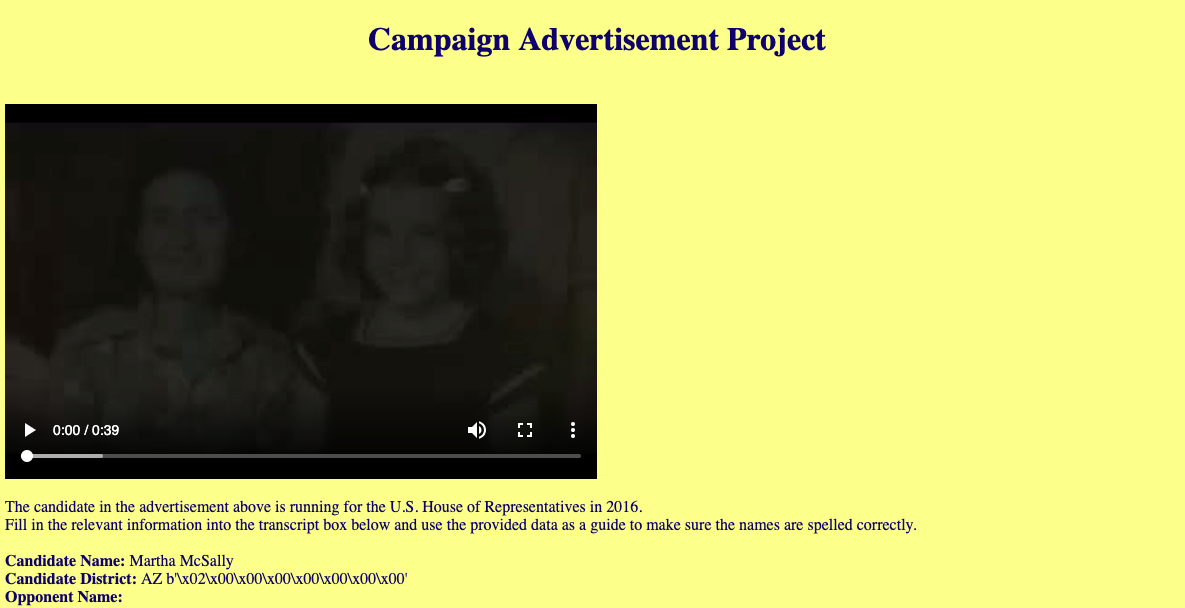 Campaign Advertisement Project
0:00 / 0:39
The candidate in the advertisement above is running for the U.S. House of Representatives in 2016.
Fill in the relevant information into the transcript box below and use the provided data as a guide to make sure the names are spelled correctly.
Candidate Name: Martha McSally
Candidate District: AZ b'\x02\x00\x00\x00\x00\x00\x00\x00'
Opponent Name: